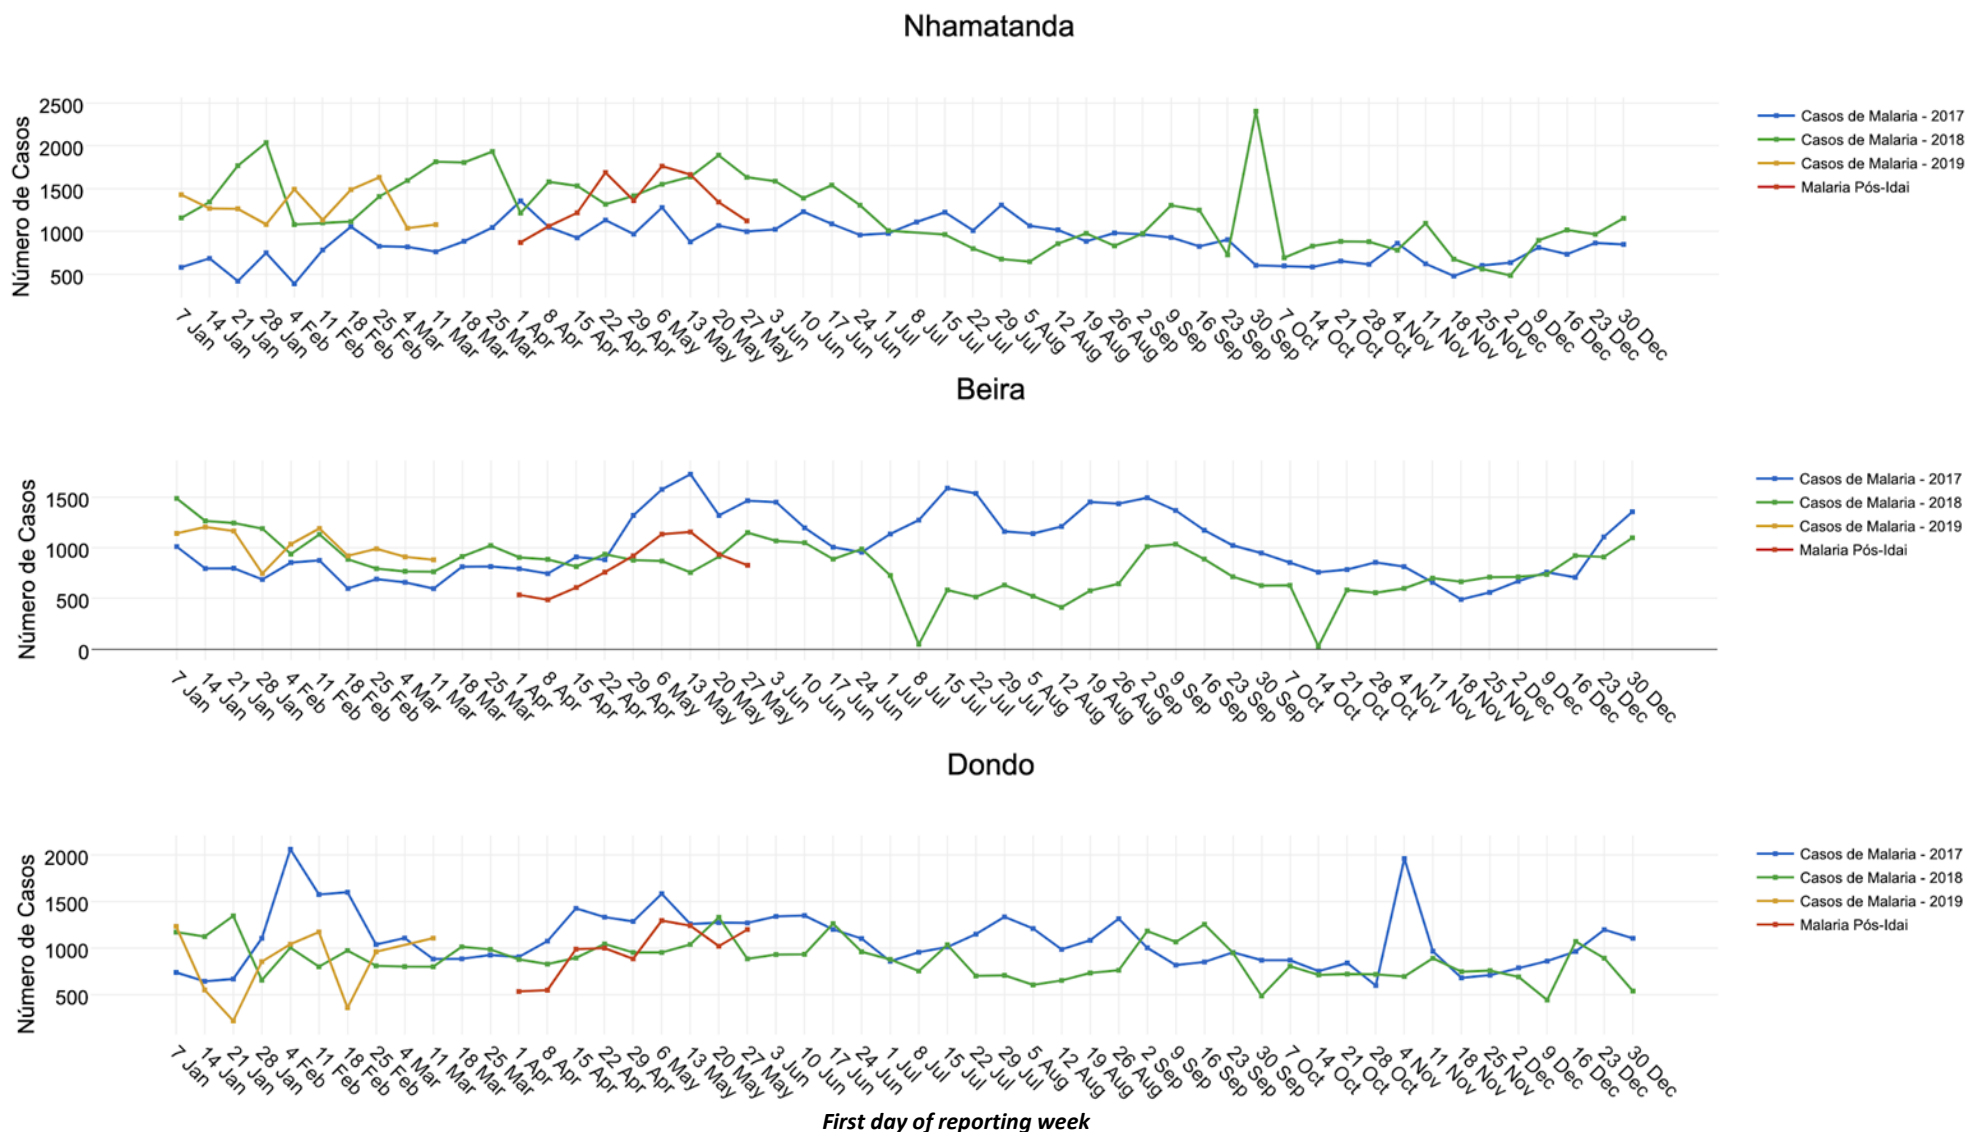 Nhamatanda
Número de Casos
2500
2000
1500
1000
500
7 Jan
14 Jan
21 Jan
28 Jan
4 Feb
11 Feb
18 Feb
25 Feb
4 Mar
11 Mar
18 Mar
25 Mar
1 Apr
8 Apr
15 Apr
22 Apr
29 Apr
6 May
13 May
20 May
27 May
3 Jun
10 Jun
17 Jun
24 Jun
1 Jul
8 Jul
15 Jul
22 Jul
29 Jul
5 Aug
12 Aug
19 Aug
26 Aug
2 Sep
9 Sep
16 Sep
23 Sep
30 Sep
7 Oct
14 Oct
21 Oct
28 Oct
4 Nov
11 Nov
18 Nov
25 Nov
2 Dec
9 Dec
16 Dec
23 Dec
30 Dec
Casos de Malaria - 2017
Casos de Malaria - 2018
Casos de Malaria - 2019
Malaria Pós-Idai
Beira
Número de Casos
1500
1000
500
0
7 Jan
14 Jan
21 Jan
28 Jan
4 Feb
11 Feb
18 Feb
25 Feb
4 Mar
11 Mar
18 Mar
25 Mar
1 Apr
8 Apr
15 Apr
22 Apr
29 Apr
6 May
13 May
20 May
27 May
3 Jun
10 Jun
17 Jun
24 Jun
1 Jul
8 Jul
15 Jul
22 Jul
29 Jul
5 Aug
12 Aug
19 Aug
26 Aug
2 Sep
9 Sep
16 Sep
23 Sep
30 Sep
7 Oct
14 Oct
21 Oct
28 Oct
4 Nov
11 Nov
18 Nov
25 Nov
2 Dec
9 Dec
16 Dec
23 Dec
30 Dec
Casos de Malaria - 2017
Casos de Malaria - 2018
Casos de Malaria - 2019
Malaria Pós-Idai
Dondo
Número de Casos
2000
1500
1000
500
7 Jan
14 Jan
21 Jan
28 Jan
4 Feb
11 Feb
18 Feb
25 Feb
4 Mar
11 Mar
18 Mar
25 Mar
1 Apr
8 Apr
15 Apr
22 Apr
29 Apr
6 May
13 May
20 May
27 May
3 Jun
10 Jun
17 Jun
24 Jun
1 Jul
8 Jul
15 Jul
22 Jul
29 Jul
5 Aug
12 Aug
19 Aug
26 Aug
2 Sep
9 Sep
16 Sep
23 Sep
30 Sep
7 Oct
14 Oct
21 Oct
28 Oct
4 Nov
11 Nov
18 Nov
25 Nov
2 Dec
9 Dec
16 Dec
23 Dec
30 Dec
Casos de Malaria - 2017
Casos de Malaria - 2018
Casos de Malaria - 2019
Malaria Pós-Idai
First day of reporting week